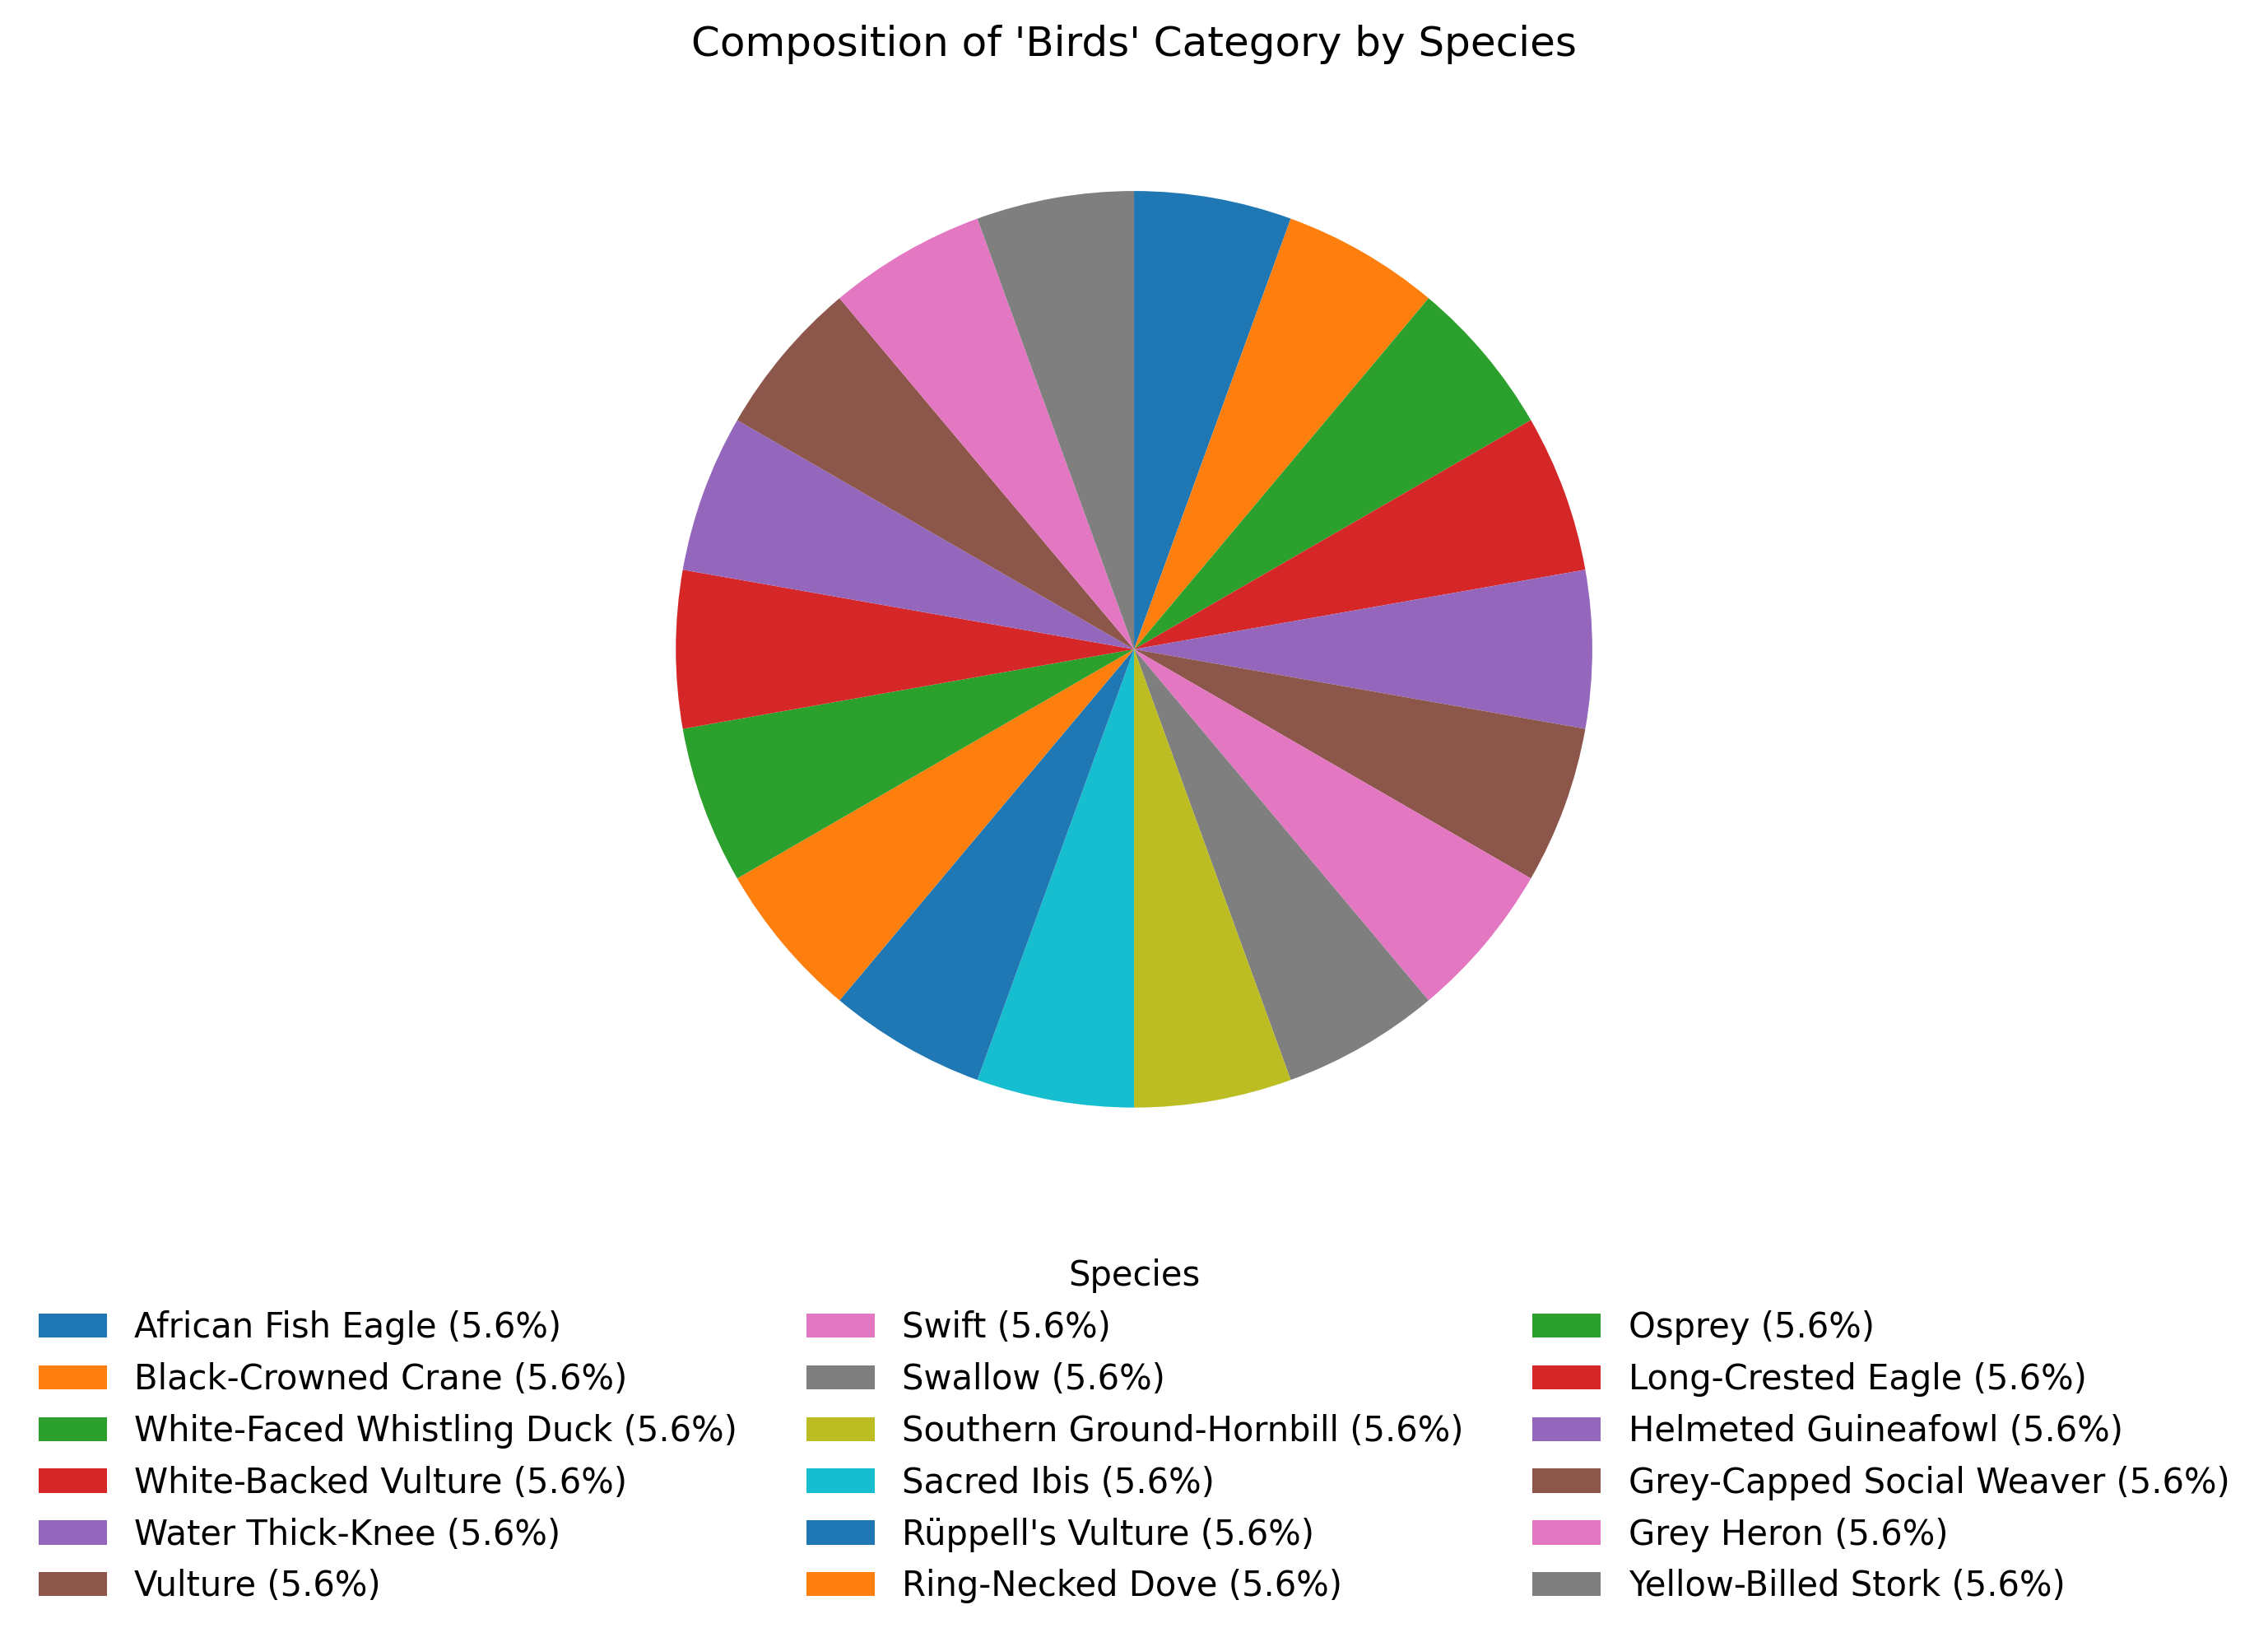 Composition of 'Birds' Category by Species
Species
African Fish Eagle (5.6%)
Black-Crowned Crane (5.6%)
White-Faced Whistling Duck (5.6%)
White-Backed Vulture (5.6%)
Water Thick-Knee (5.6%)
Vulture (5.6%)
Swift (5.6%)
Swallow (5.6%)
Southern Ground-Hornbill (5.6%)
Sacred Ibis (5.6%)
Rüppell's Vulture (5.6%)
Ring-Necked Dove (5.6%)
Osprey (5.6%)
Long-Crested Eagle (5.6%)
Helmeted Guineafowl (5.6%)
Grey-Capped Social Weaver (5.6%)
Grey Heron (5.6%)
Yellow-Billed Stork (5.6%)